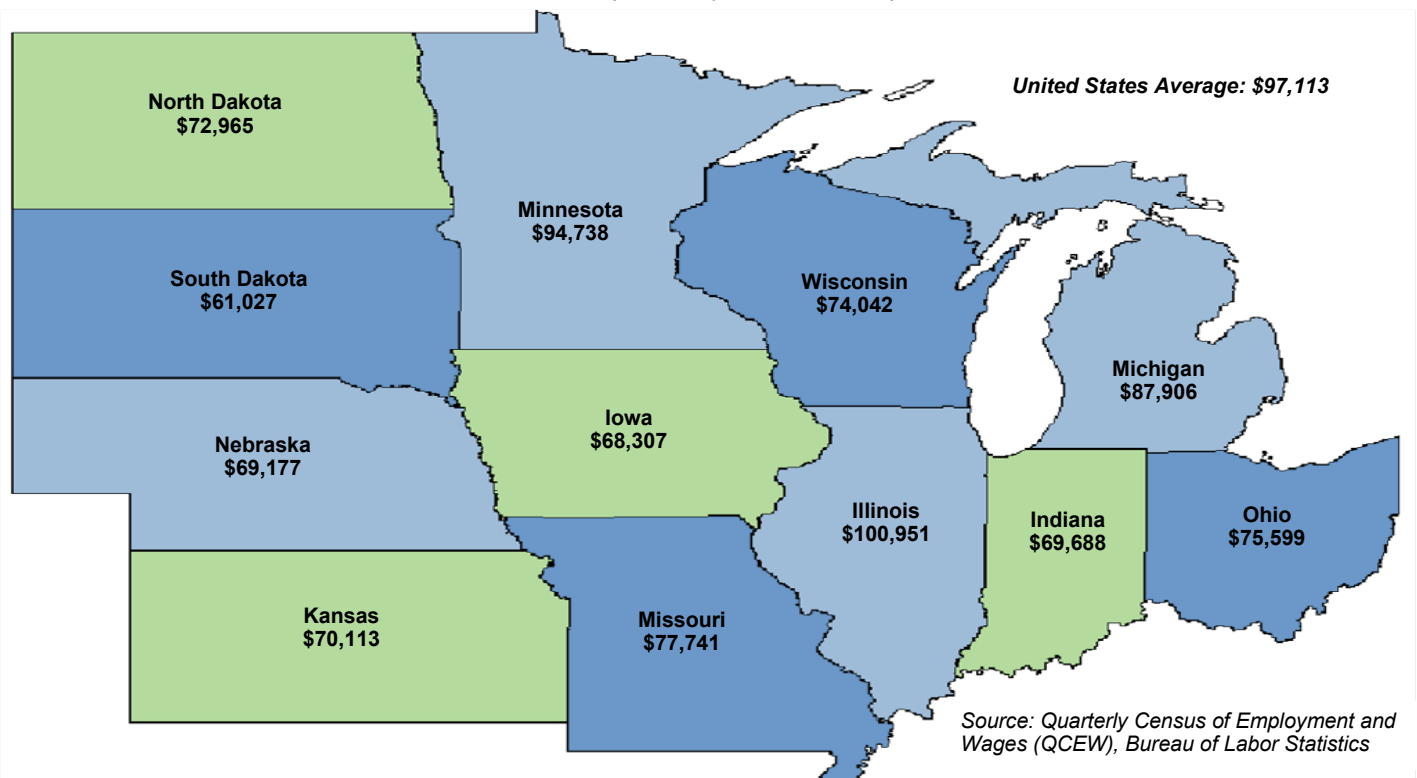 United States Average: $97,113
North Dakota
$72,965
Minnesota
$94,738
South Dakota
$61,027
Wisconsin
$74,042
Michigan
$87,906
Iowa
$68,307
Nebraska
$69,177
Illinois
$100,951
Indiana
$69,688
Ohio
$75,599
Kansas
$70,113
Missouri
$77,741
Source: Quarterly Census of Employment and
Wages (QCEW), Bureau of Labor Statistics